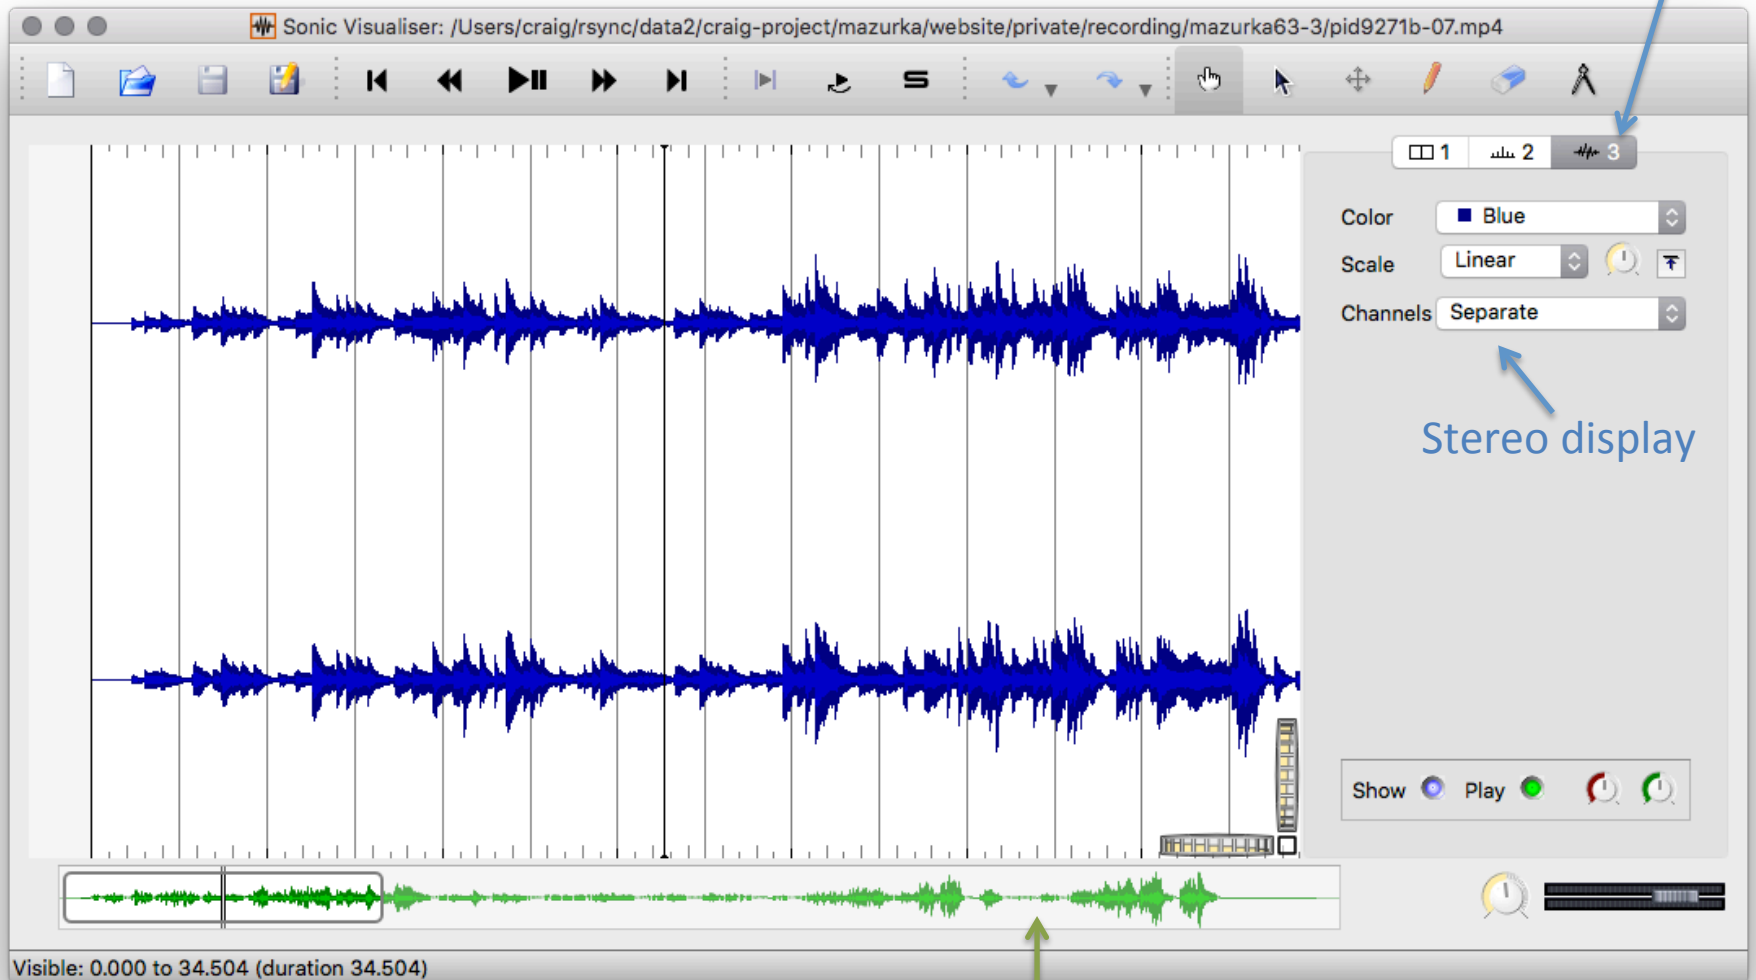 Sonic Visualiser: /Users/craig/rsync/data2/craig-project/mazurka/website/private/recording/mazurka63-3/pid9271b-07.mp4
1 2 3
Color Blue
Scale Linear
Channels Separate
Stereo display
Show Play
Visible: 0.000 to 34.504 (duration 34.504)